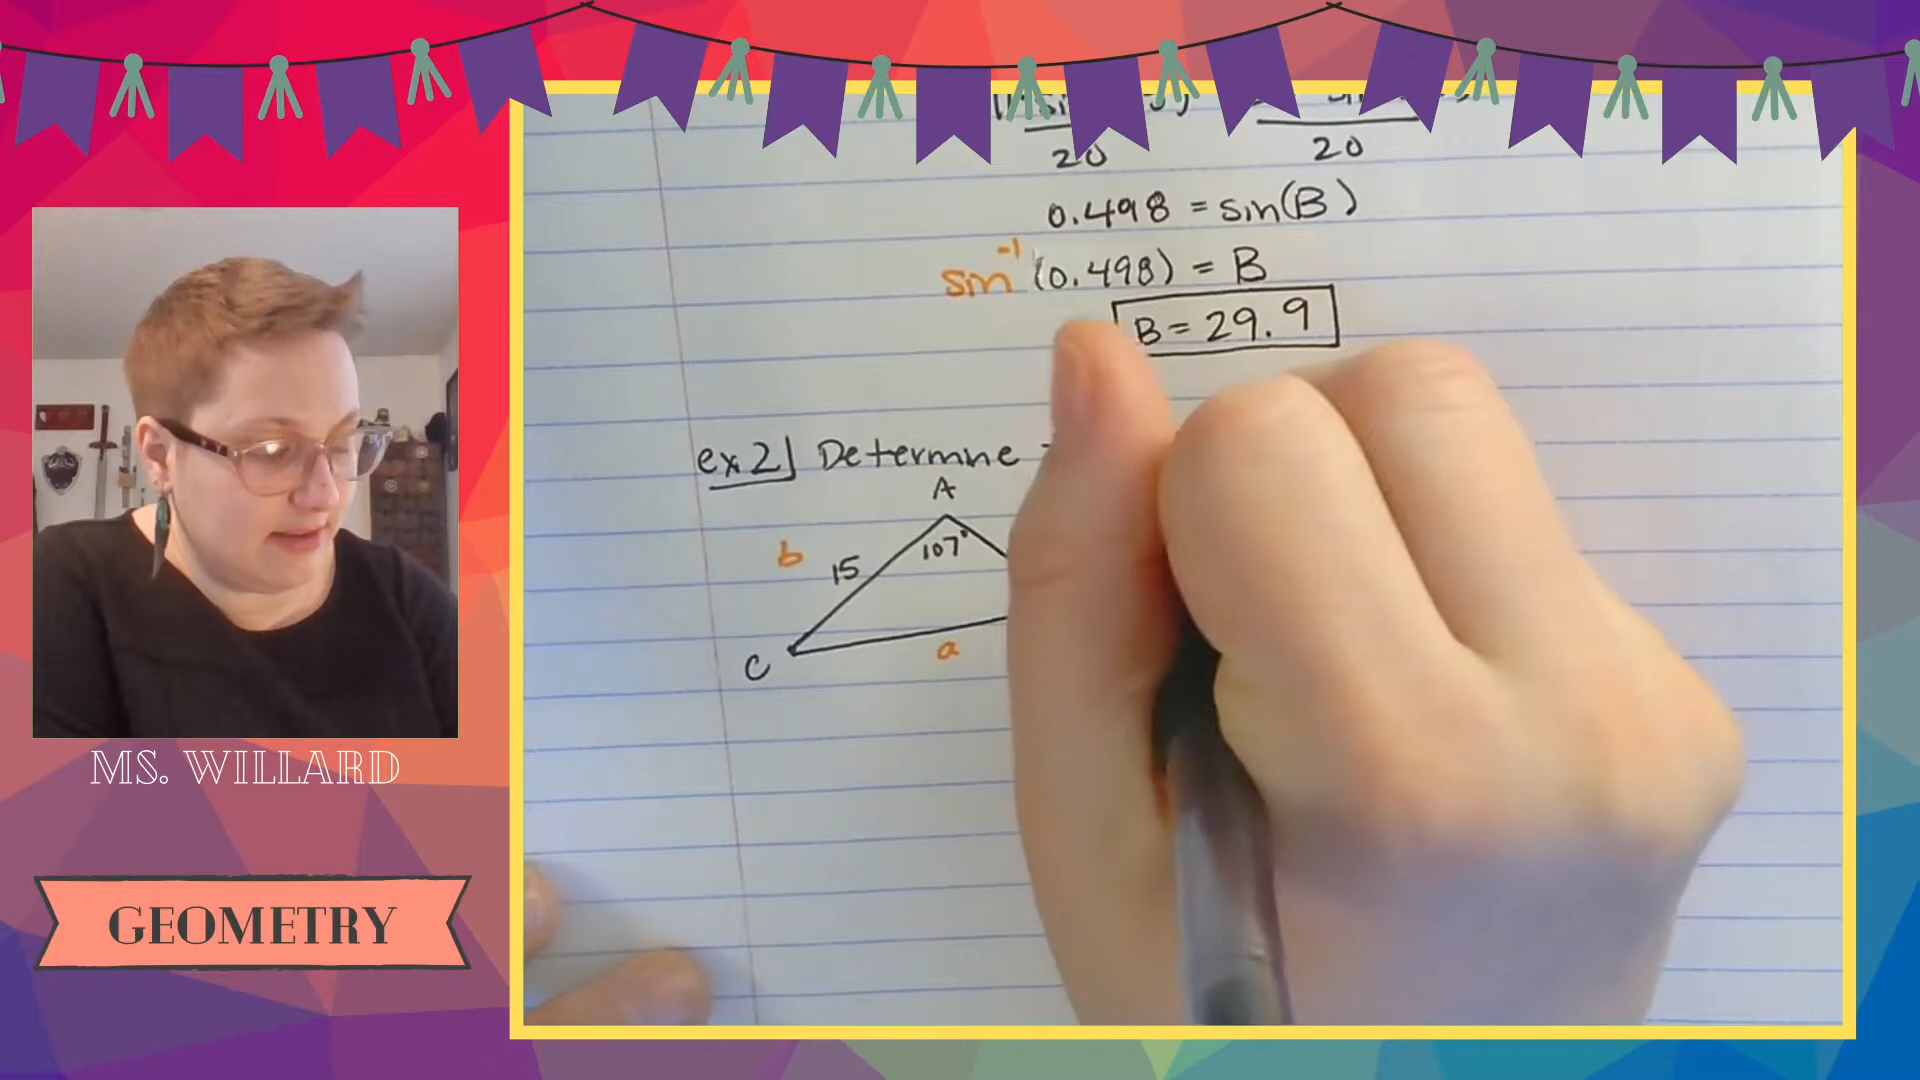 20 20
0.498 = sin(B)
sin⁻¹(0.498) = B
B = 29.9
ex 2] Determine
A
107°
b
15
a
C
MS. WILLARD
GEOMETRY